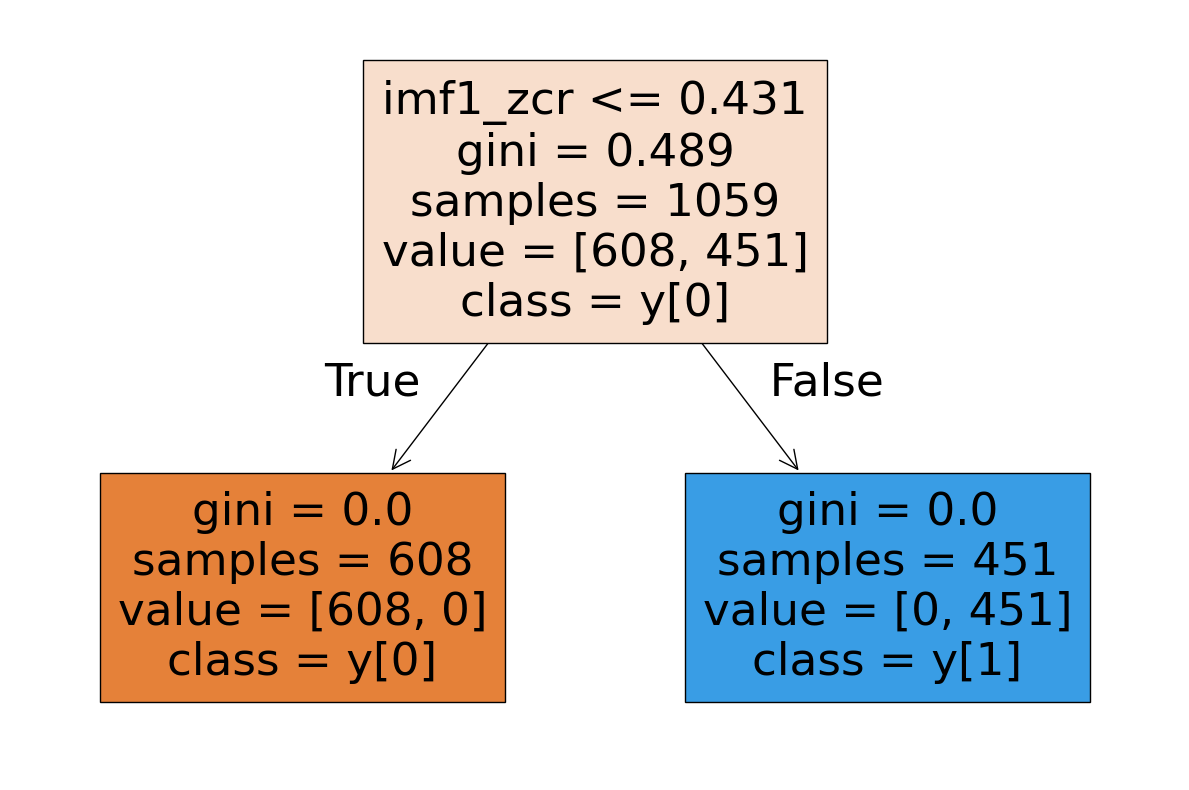 imf1_zcr <= 0.431
gini = 0.489
samples = 1059
value = [608, 451]
class = y[0]
True
False
gini = 0.0
samples = 608
value = [608, 0]
class = y[0]
gini = 0.0
samples = 451
value = [0, 451]
class = y[1]